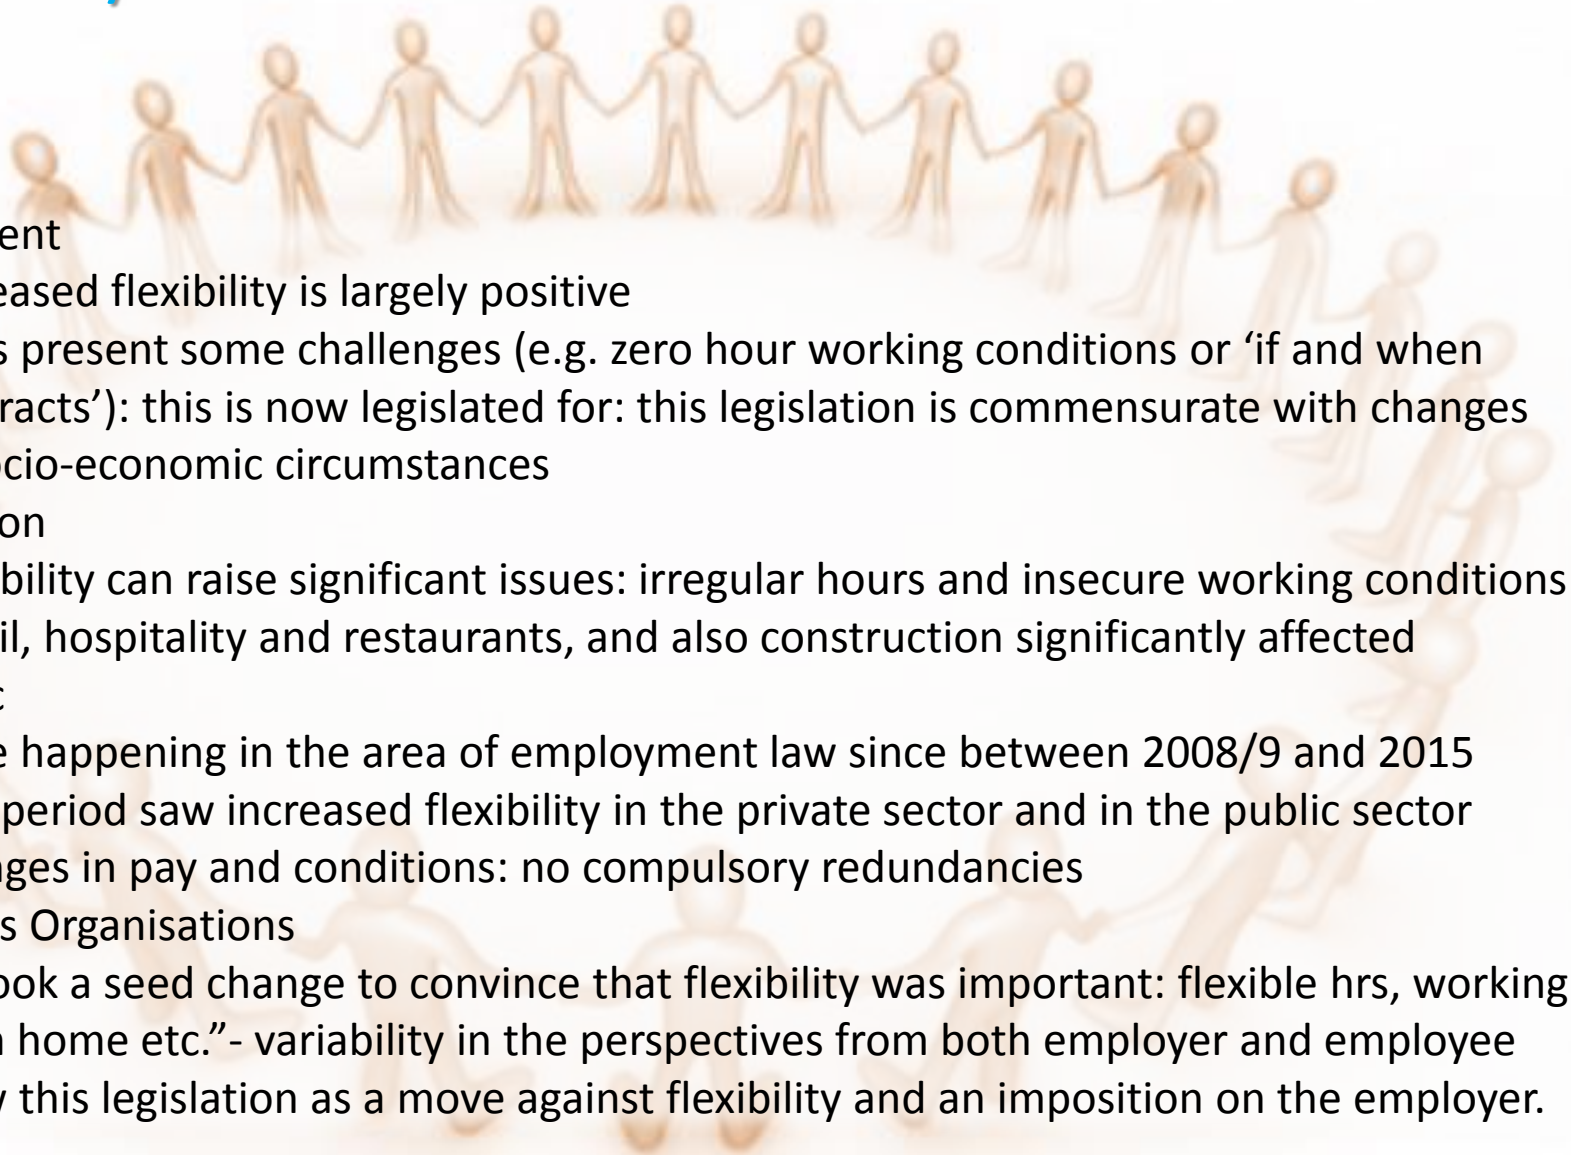 ent
eased flexibility is largely positive
s present some challenges (e.g. zero hour working conditions or ‘if and when
racts’): this is now legislated for: this legislation is commensurate with changes
ocio-economic circumstances
on
bility can raise significant issues: irregular hours and insecure working conditions
il, hospitality and restaurants, and also construction significantly affected
c
e happening in the area of employment law since between 2008/9 and 2015
period saw increased flexibility in the private sector and in the public sector
nges in pay and conditions: no compulsory redundancies
s Organisations
ook a seed change to convince that flexibility was important: flexible hrs, working
n home etc.”- variability in the perspectives from both employer and employee
w this legislation as a move against flexibility and an imposition on the employer.